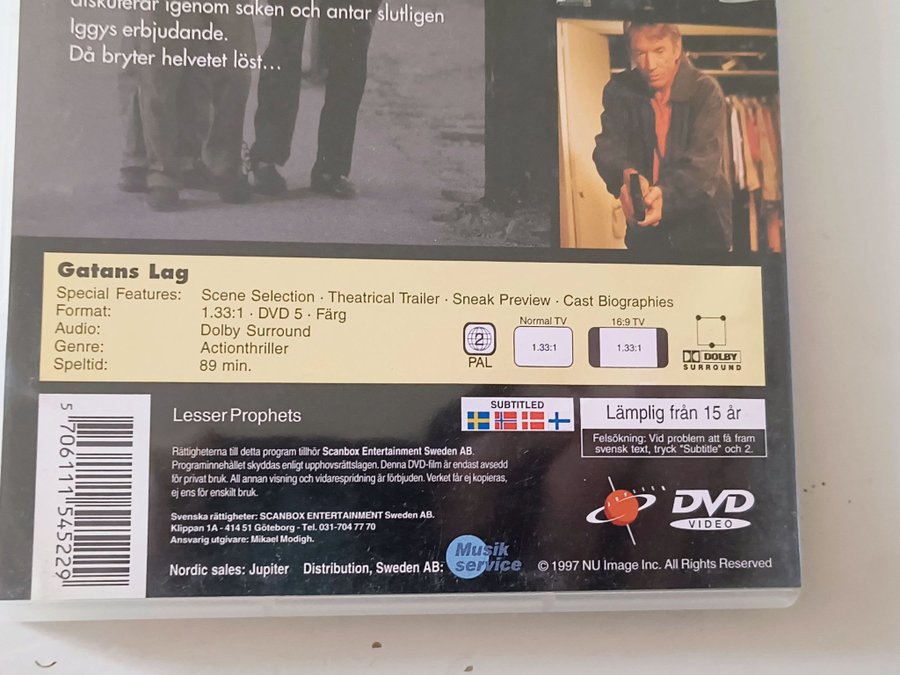 diskuterar igenom saken och antar slutligen
Iggys erbjudande.
Då bryter helvetet löst...
Gatans Lag
Special Features: Scene Selection · Theatrical Trailer · Sneak Preview · Cast Biographies
Format: 1.33:1 · DVD 5 · Färg
Audio: Dolby Surround
Genre: Actionthriller
Speltid: 89 min.
2
PAL
Normal TV
1.33:1
16:9 TV
1.33:1
DOLBY
SURROUND
5 706111 545229
Lesser Prophets
SUBTITLED
Lämplig från 15 år
Felsökning: Vid problem att få fram
svensk text, tryck "Subtitle" och 2.
Rättigheterna till detta program tillhör Scanbox Entertainment Sweden AB.
Programinnehållet skyddas enligt upphovsrättslagen. Denna DVD-film är endast avsedd
för privat bruk. All annan visning och vidarespridning är förbjuden. Verket får ej kopieras,
ej ens för enskilt bruk.
Svenska rättigheter: SCANBOX ENTERTAINMENT Sweden AB.
Klippan 1A - 414 51 Göteborg - Tel. 031-704 77 70
Ansvarig utgivare: Mikael Modigh.
Nordic sales: Jupiter Distribution, Sweden AB:
Musik
service
DVD
VIDEO
© 1997 NU Image Inc. All Rights Reserved